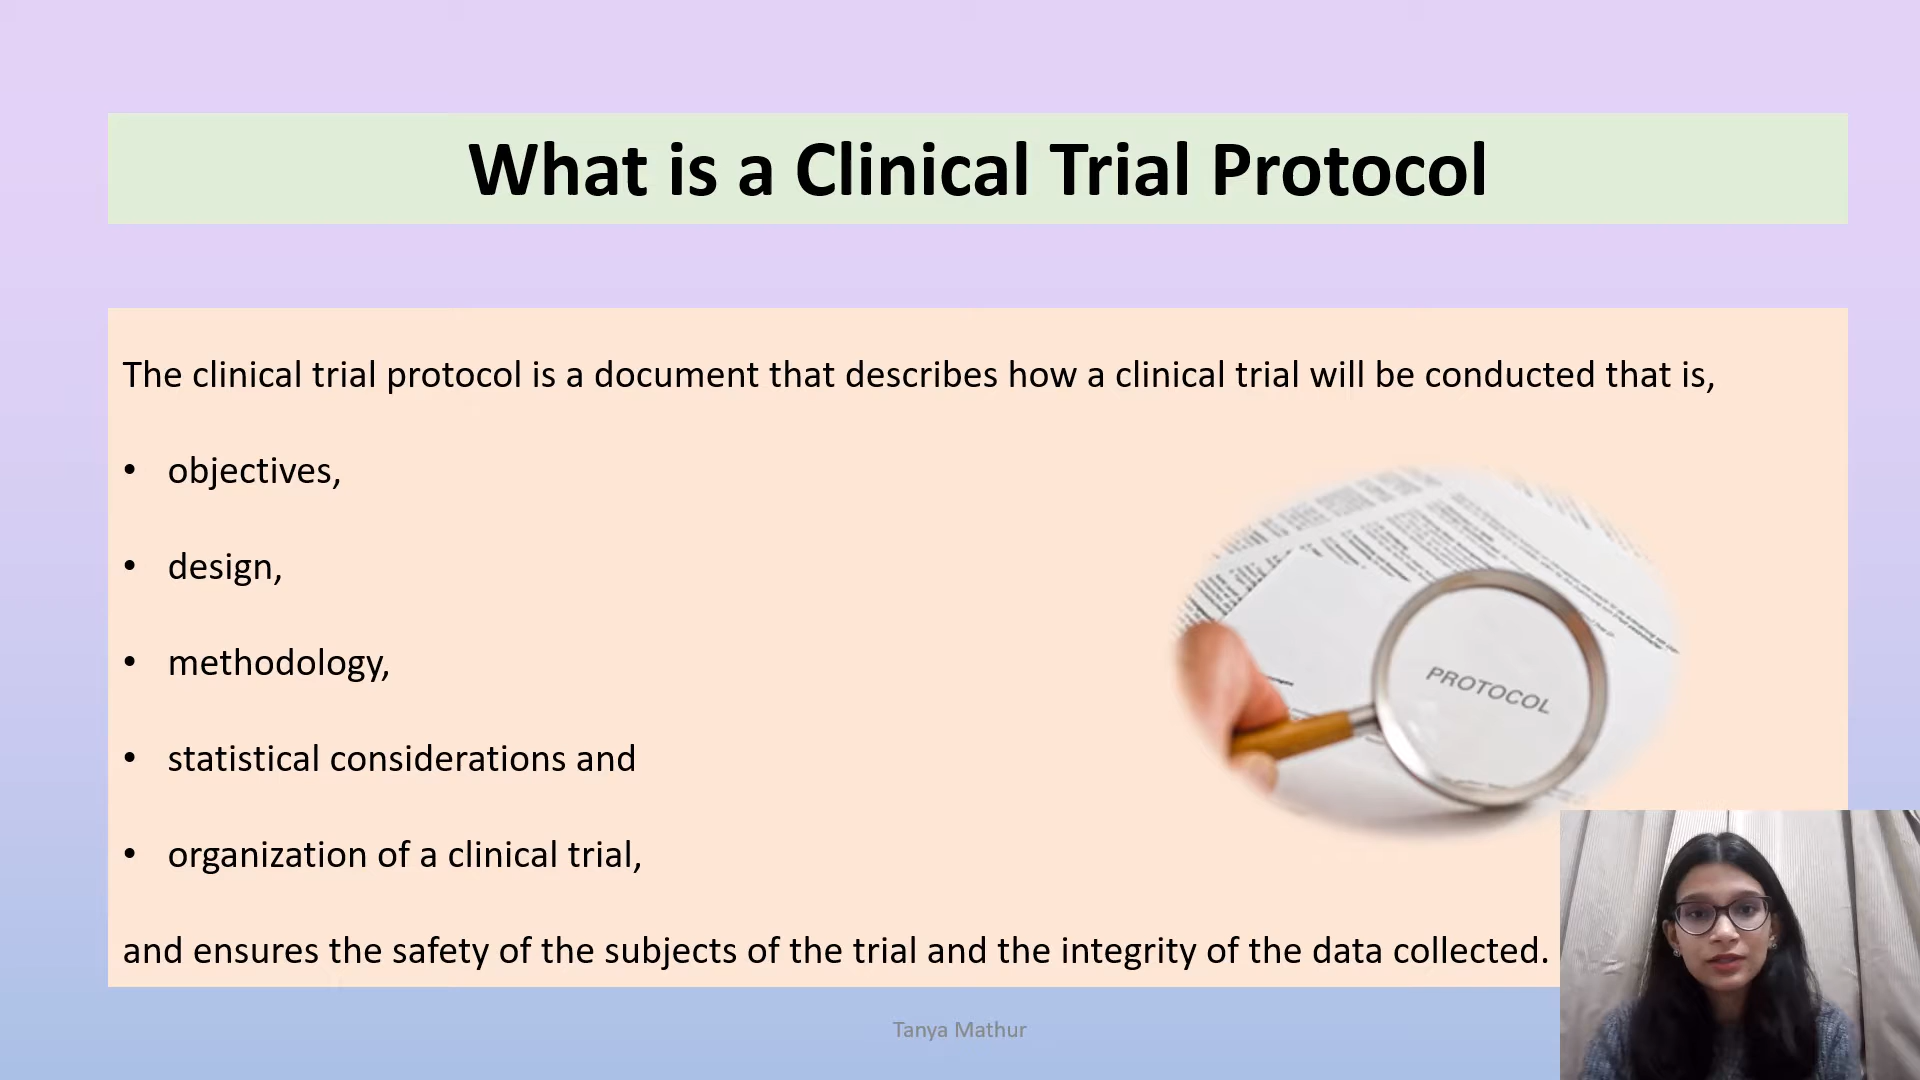 What is a Clinical Trial Protocol
The clinical trial protocol is a document that describes how a clinical trial will be conducted that is,
• objectives,
• design,
• methodology,
• statistical considerations and
• organization of a clinical trial,
PROTOCOL
and ensures the safety of the subjects of the trial and the integrity of the data collected.
Tanya Mathur